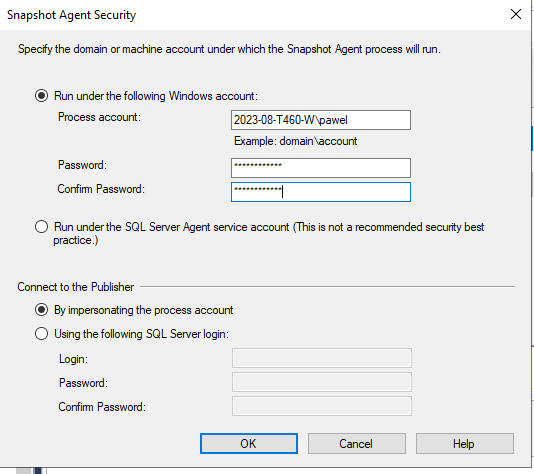 Snapshot Agent Security
Specify the domain or machine account under which the Snapshot Agent process will run.
Run under the following Windows account:
Process account:
2023-08-T460-W\pawel
Example: domain\account
Password:
************
Confirm Password:
************
Run under the SQL Server Agent service account (This is not a recommended security best
practice.)
Connect to the Publisher
By impersonating the process account
Using the following SQL Server login:
Login:
Password:
Confirm Password:
OK
Cancel
Help